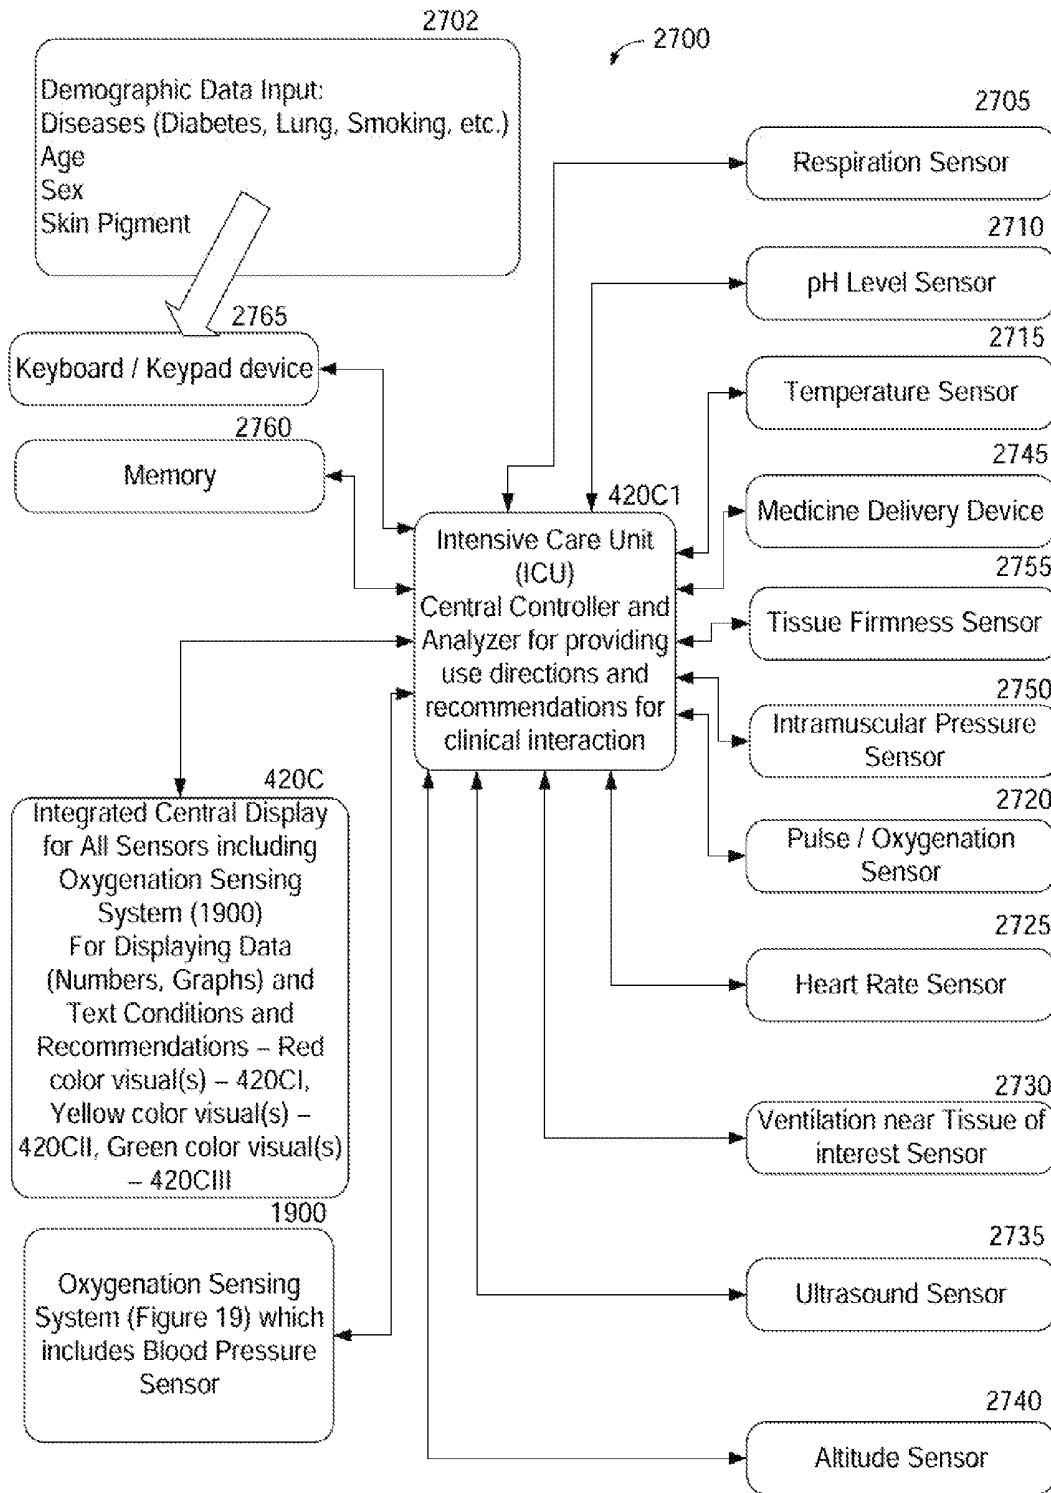 2702
2700
Demographic Data Input:
Diseases (Diabetes, Lung, Smoking, etc.)
Age
Sex
Skin Pigment
2765
Keyboard / Keypad device
2760
Memory
420C1
Intensive Care Unit
(ICU)
Central Controller and
Analyzer for providing
use directions and
recommendations for
clinical interaction
420C
Integrated Central Display
for All Sensors including
Oxygenation Sensing
System (1900)
For Displaying Data
(Numbers, Graphs) and
Text Conditions and
Recommendations – Red
color visual(s) – 420CI,
Yellow color visual(s) –
420CII, Green color visual(s)
– 420CIII
1900
Oxygenation Sensing
System (Figure 19) which
includes Blood Pressure
Sensor
2705
Respiration Sensor
2710
pH Level Sensor
2715
Temperature Sensor
2745
Medicine Delivery Device
2755
Tissue Firmness Sensor
2750
Intramuscular Pressure
Sensor
2720
Pulse / Oxygenation
Sensor
2725
Heart Rate Sensor
2730
Ventilation near Tissue of
interest Sensor
2735
Ultrasound Sensor
2740
Altitude Sensor